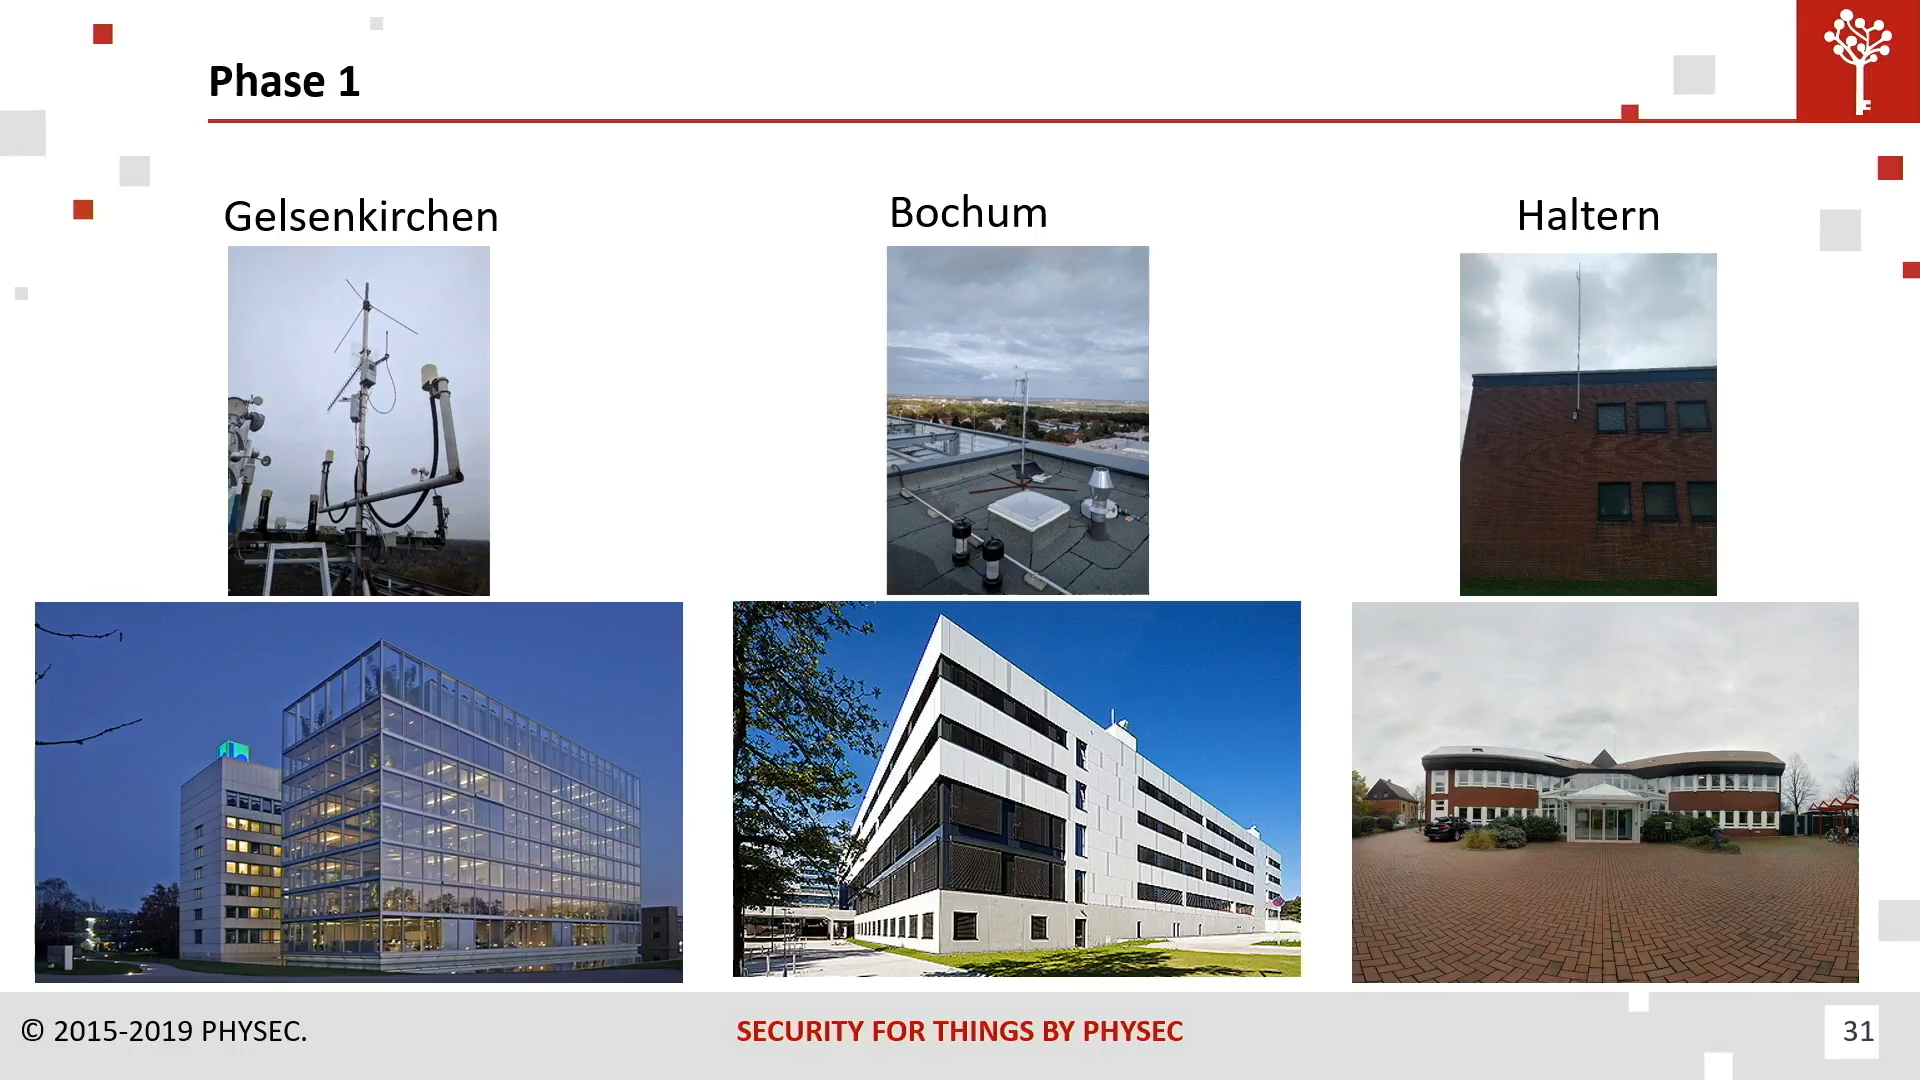 Phase 1
Gelsenkirchen
Bochum
Haltern
© 2015-2019 PHYSEC.
SECURITY FOR THINGS BY PHYSEC
31